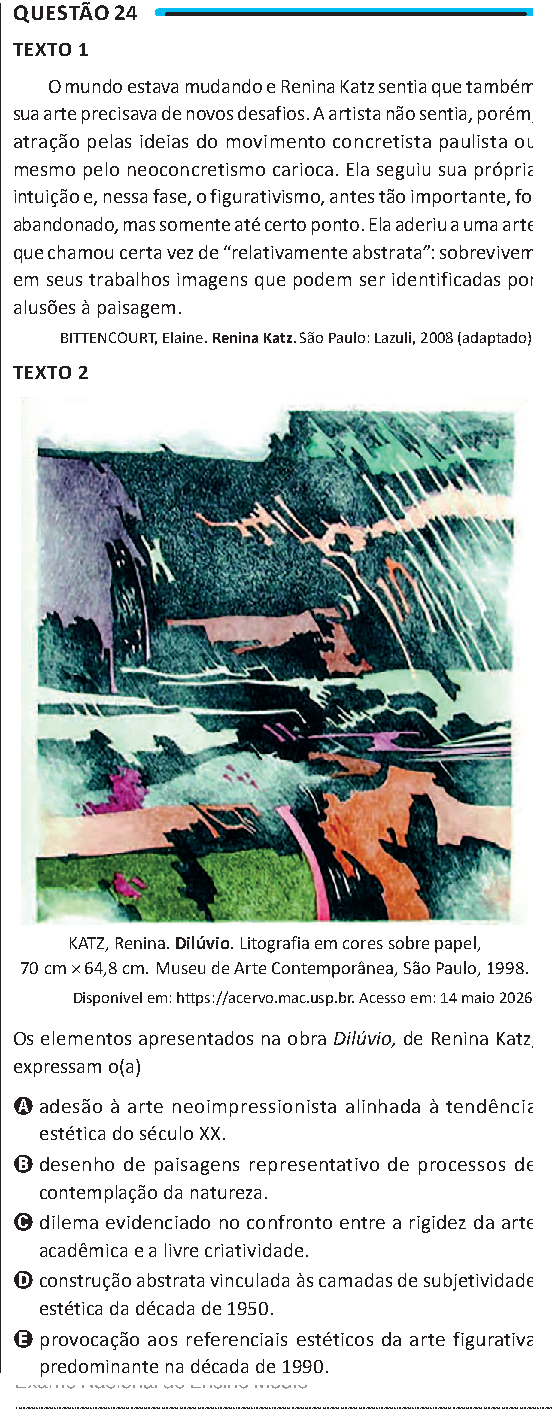 QUESTÃO 24
TEXTO 1
O mundo estava mudando e Renina Katz sentia que também
sua arte precisava de novos desafios. A artista não sentia, porém,
atração pelas ideias do movimento concretista paulista ou
mesmo pelo neoconcretismo carioca. Ela seguiu sua própria
intuição e, nessa fase, o figurativismo, antes tão importante, foi
abandonado, mas somente até certo ponto. Ela aderiu a uma arte
que chamou certa vez de “relativamente abstrata”: sobrevivem
em seus trabalhos imagens que podem ser identificadas por
alusões à paisagem.
BITTENCOURT, Elaine. Renina Katz. São Paulo: Lazuli, 2008 (adaptado)
TEXTO 2
KATZ, Renina. Dilúvio. Litografia em cores sobre papel,
70 cm × 64,8 cm. Museu de Arte Contemporânea, São Paulo, 1998.
Disponível em: https://acervo.mac.usp.br. Acesso em: 14 maio 2026
Os elementos apresentados na obra Dilúvio, de Renina Katz,
expressam o(a)
A adesão à arte neoimpressionista alinhada à tendência
estética do século XX.
B desenho de paisagens representativo de processos de
contemplação da natureza.
C dilema evidenciado no confronto entre a rigidez da arte
acadêmica e a livre criatividade.
D construção abstrata vinculada às camadas de subjetividade
estética da década de 1950.
E provocação aos referenciais estéticos da arte figurativa
predominante na década de 1990.
Exame Nacional do Ensino Médio